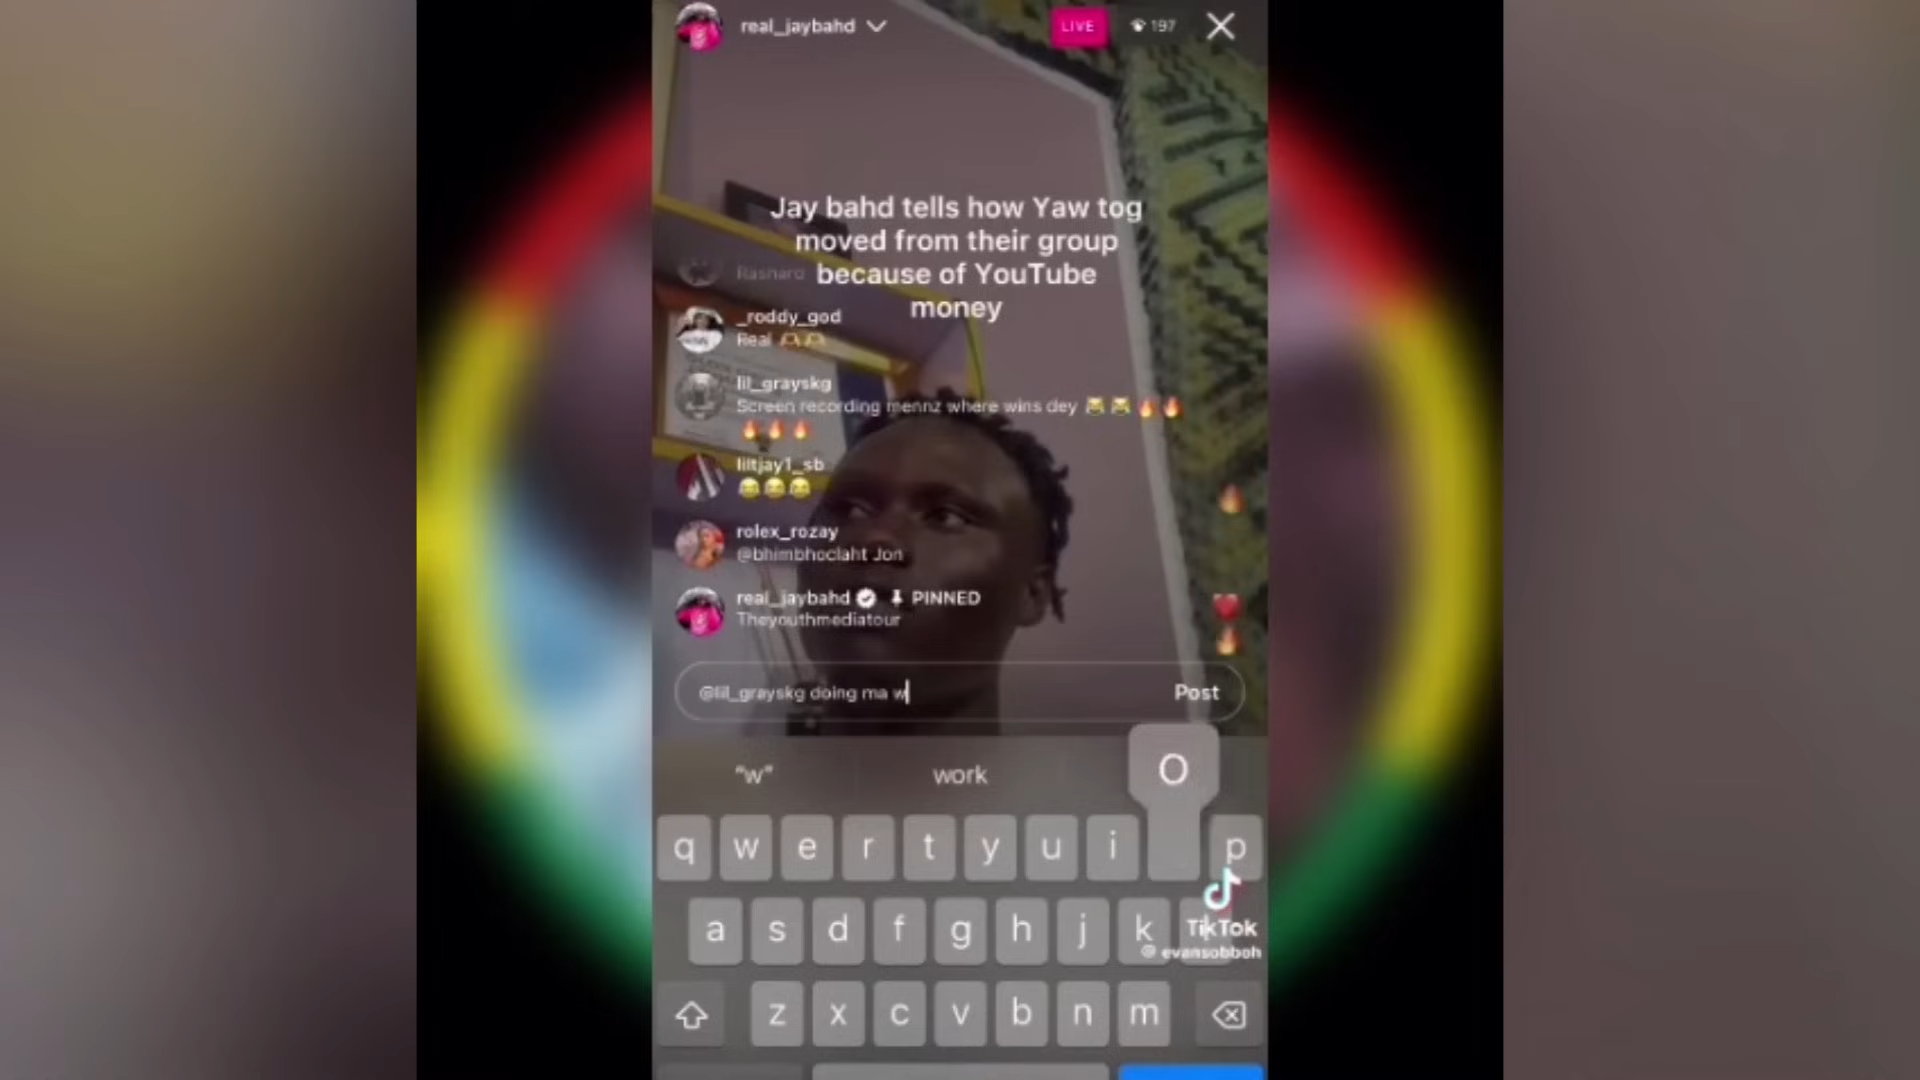 real_jaybahd
LIVE
197
Jay bahd tells how Yaw tog
moved from their group
because of YouTube
money
Rashard
_roddy_god
Real
lil_grayskg
Screen recording mennz where wins dey 😹😹🔥🔥
🔥🔥🔥
liltjay1_sb
😂😂😂
rolex_rozay
@bhimbhoclaht Jon
real_jaybahd PINNED
Theyouthmediatour
@lil_grayskg doing ma w
Post
“w”
work
O
q w e r t y u i p
a s d f g h j k
TikTok
@ evansobboh
z x c v b n m